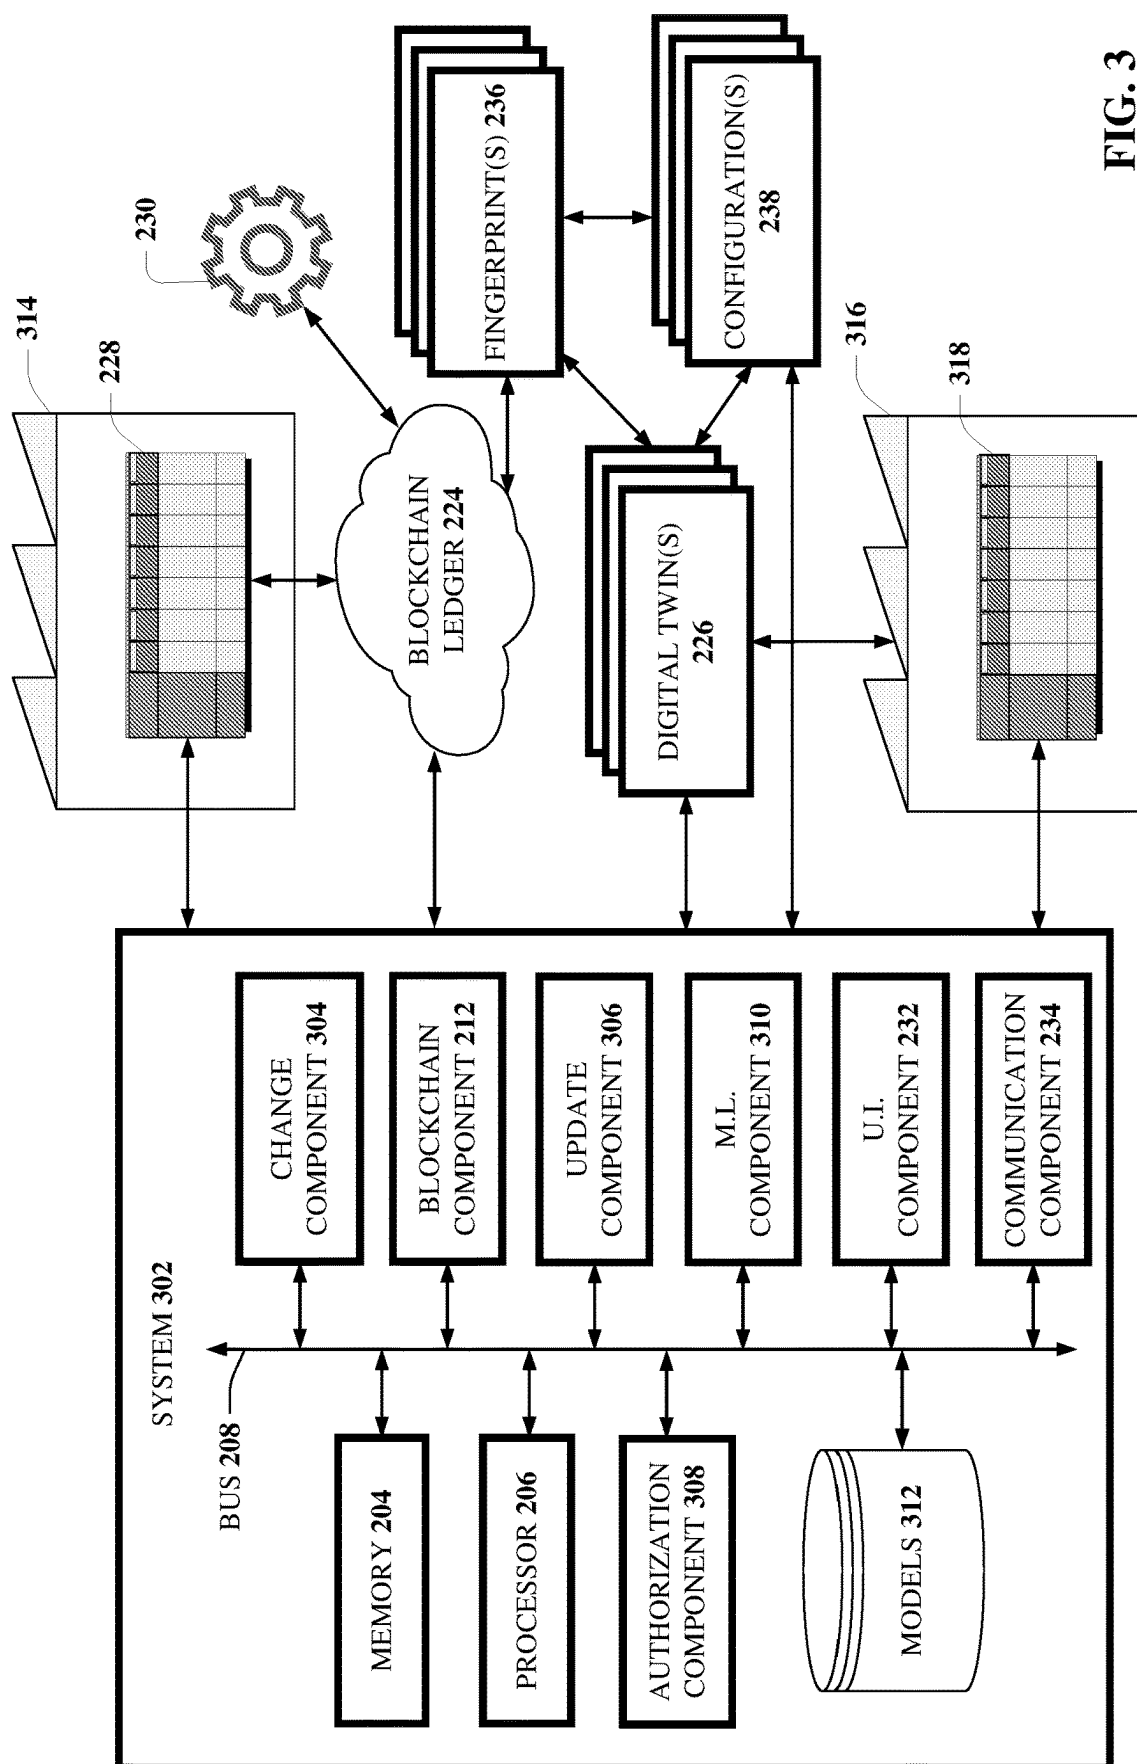 SYSTEM 302
BUS 208
MEMORY 204
PROCESSOR 206
AUTHORIZATION
COMPONENT 308
MODELS 312
CHANGE
COMPONENT 304
BLOCKCHAIN
COMPONENT 212
UPDATE
COMPONENT 306
M.L.
COMPONENT 310
U.I.
COMPONENT 232
COMMUNICATION
COMPONENT 234
314
228
230
BLOCKCHAIN
LEDGER 224
FINGERPRINT(S) 236
DIGITAL TWIN(S)
226
CONFIGURATION(S)
238
316
318
FIG. 3